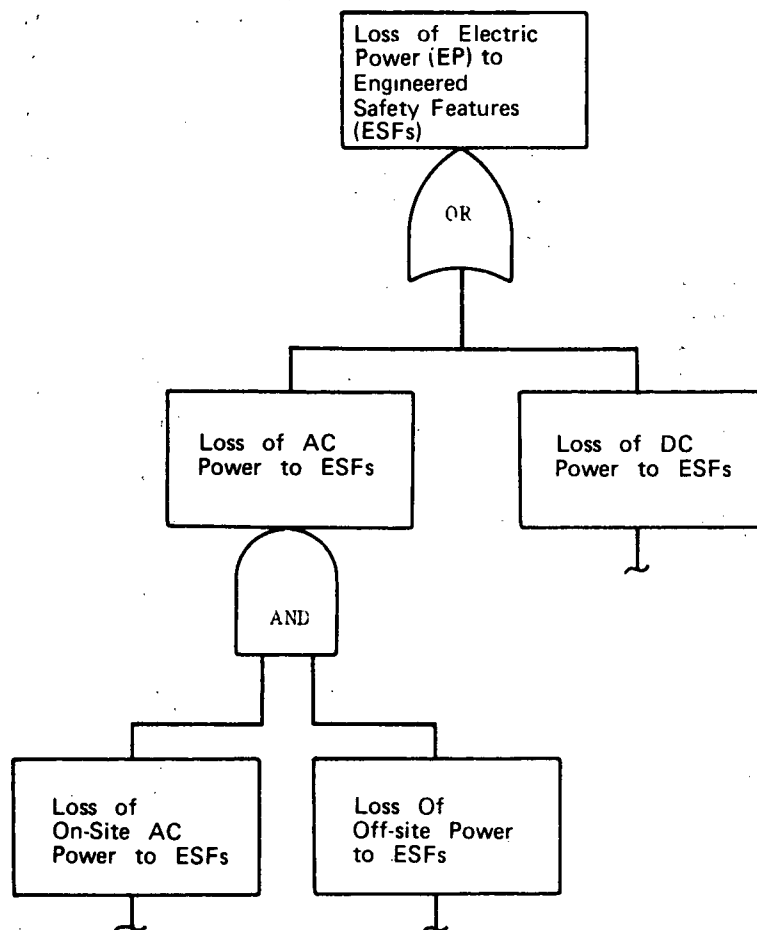 Loss of Electric
Power (EP) to
Engineered
Safety Features
(ESFs)
OR
Loss of AC
Power to ESFs
Loss of DC
Power to ESFs
AND
Loss of
On-Site AC
Power to ESFs
Loss Of
Off-site Power
to ESFs